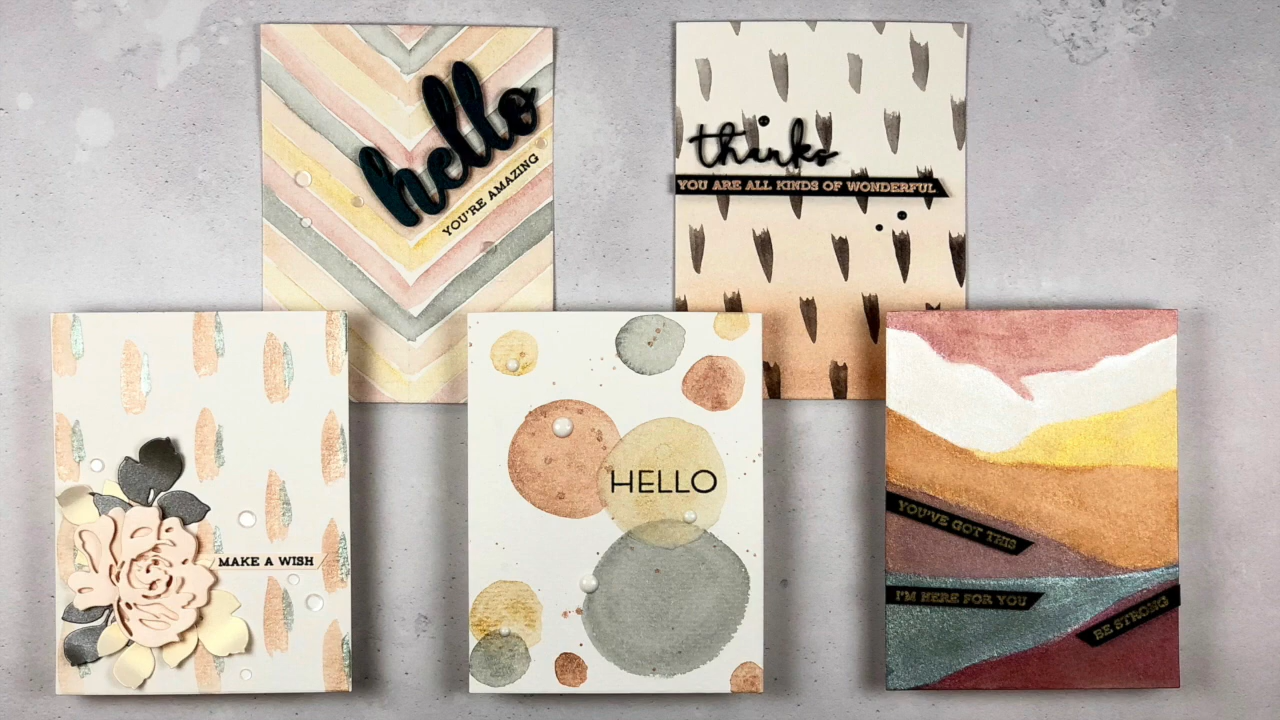 hello
YOU'RE AMAZING
thanks
YOU ARE ALL KINDS OF WONDERFUL
MAKE A WISH
HELLO
YOU'VE GOT THIS
I'M HERE FOR YOU
BE STRONG